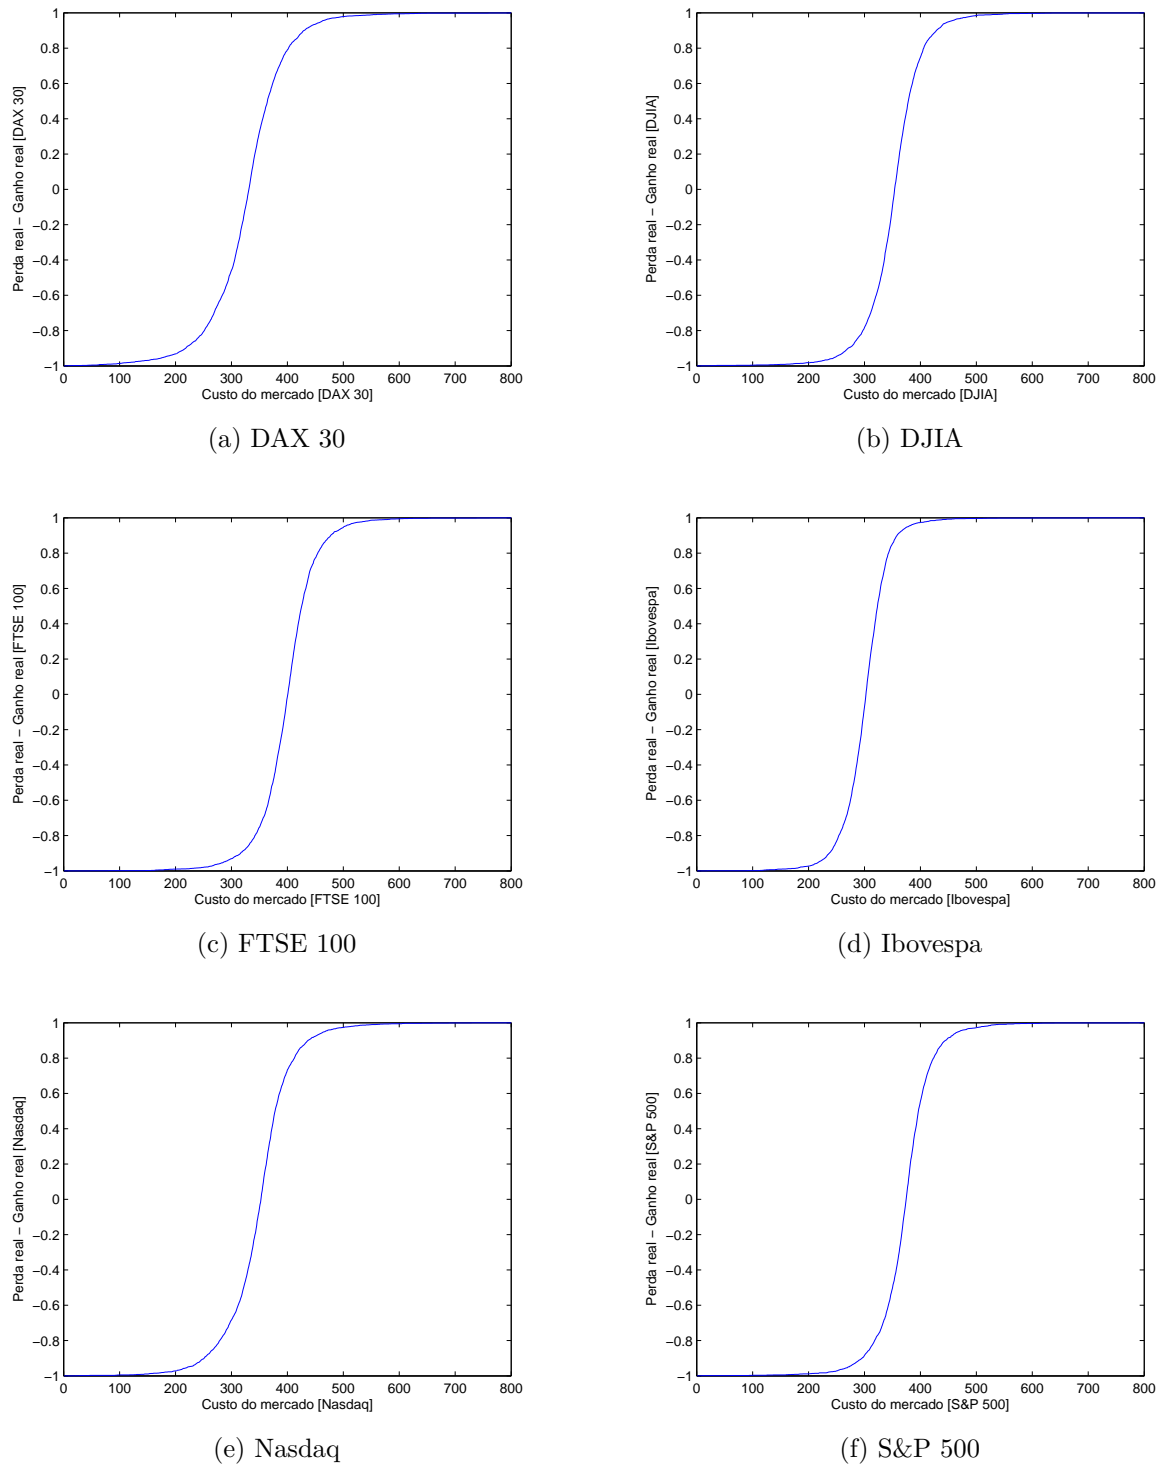 1
0.8
0.6
0.4
0.2
0
−0.2
−0.4
−0.6
−0.8
−1
0 100 200 300 400 500 600 700 800
Perda real − Ganho real [DAX 30]
Custo do mercado [DAX 30]
(a) DAX 30
1
0.8
0.6
0.4
0.2
0
−0.2
−0.4
−0.6
−0.8
−1
0 100 200 300 400 500 600 700 800
Perda real − Ganho real [DJIA]
Custo do mercado [DJIA]
(b) DJIA
1
0.8
0.6
0.4
0.2
0
−0.2
−0.4
−0.6
−0.8
−1
0 100 200 300 400 500 600 700 800
Perda real − Ganho real [FTSE 100]
Custo do mercado [FTSE 100]
(c) FTSE 100
1
0.8
0.6
0.4
0.2
0
−0.2
−0.4
−0.6
−0.8
−1
0 100 200 300 400 500 600 700 800
Perda real − Ganho real [Ibovespa]
Custo do mercado [Ibovespa]
(d) Ibovespa
1
0.8
0.6
0.4
0.2
0
−0.2
−0.4
−0.6
−0.8
−1
0 100 200 300 400 500 600 700 800
Perda real − Ganho real [Nasdaq]
Custo do mercado [Nasdaq]
(e) Nasdaq
1
0.8
0.6
0.4
0.2
0
−0.2
−0.4
−0.6
−0.8
−1
0 100 200 300 400 500 600 700 800
Perda real − Ganho real [S&P 500]
Custo do mercado [S&P 500]
(f) S&P 500